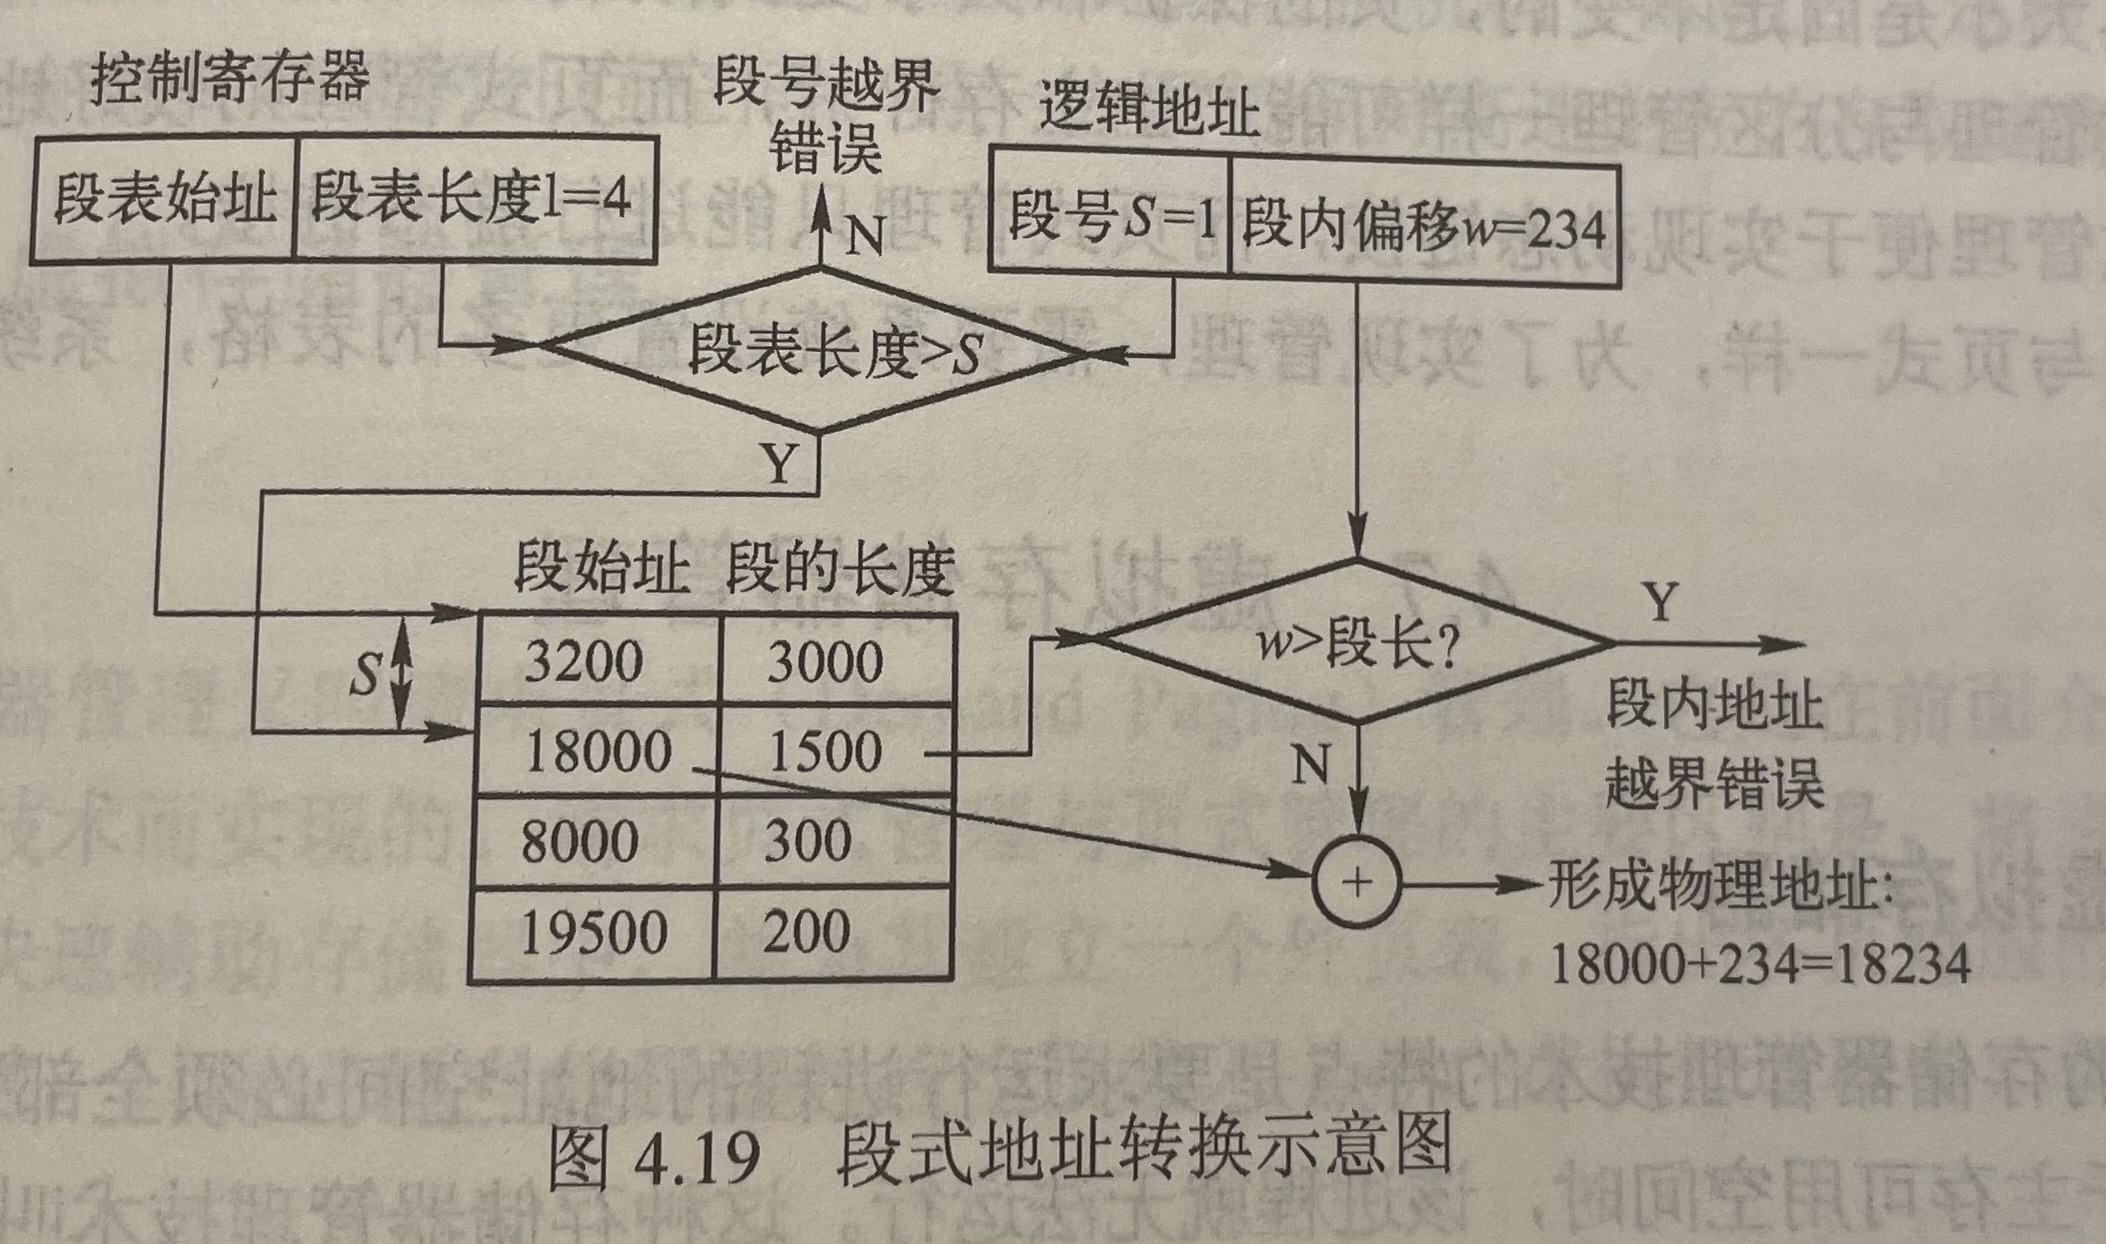 控制寄存器
段号越界
错误
逻辑地址
段表始址 段表长度l=4
段号S=1 段内偏移w=234
N
段表长度>S
Y
段始址 段的长度
S
3200 3000
18000 1500
8000 300
19500 200
w>段长?
Y
段内地址
越界错误
N
+
形成物理地址:
18000+234=18234
图 4.19 段式地址转换示意图